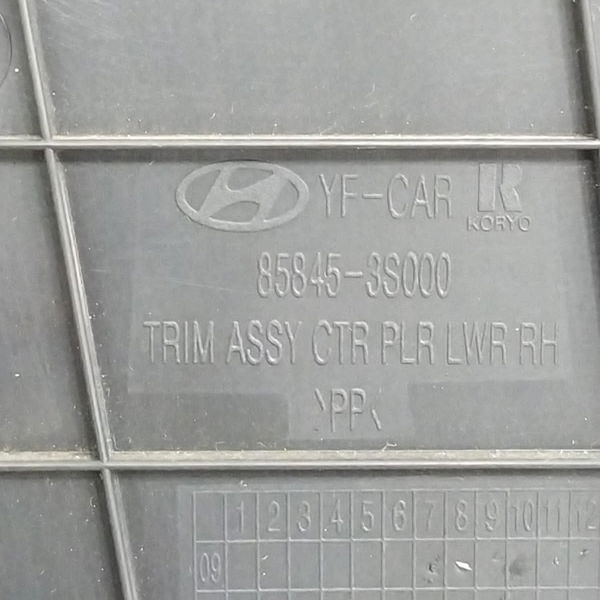 YF-CAR KORYO
85845-3S000
TRIM ASSY CTR PLR LWR RH
>PP<
1 2 3 4 5 6 7 8 9 10 11 12
09